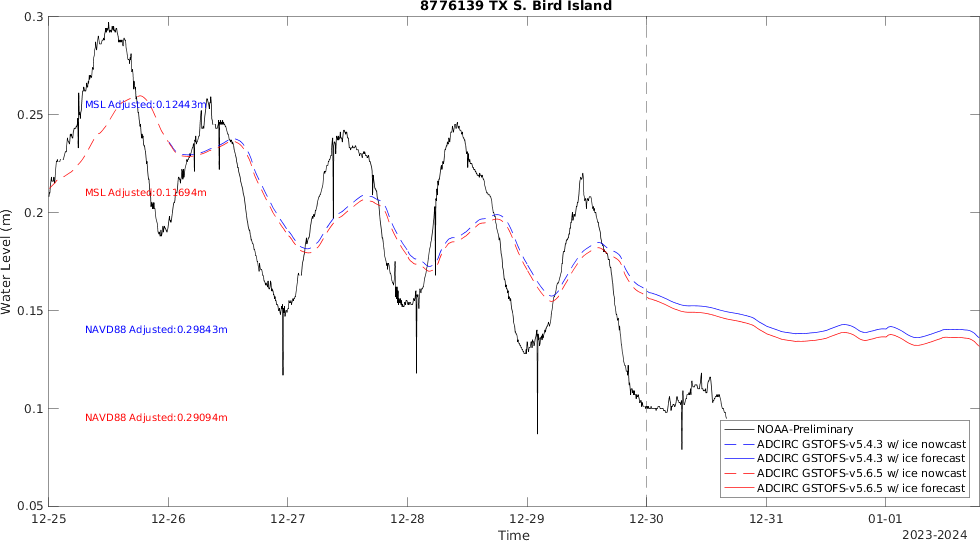 8776139 TX S. Bird Island
0.3
0.25
0.2
0.15
0.1
0.05
Water Level (m)
MSL Adjusted:0.12443m
MSL Adjusted:0.11694m
NAVD88 Adjusted:0.29843m
NAVD88 Adjusted:0.29094m
NOAA-Preliminary
ADCIRC GSTOFS-v5.4.3 w/ ice nowcast
ADCIRC GSTOFS-v5.4.3 w/ ice forecast
ADCIRC GSTOFS-v5.6.5 w/ ice nowcast
ADCIRC GSTOFS-v5.6.5 w/ ice forecast
12-25 12-26 12-27 12-28 12-29 12-30 12-31 01-01
Time
2023-2024